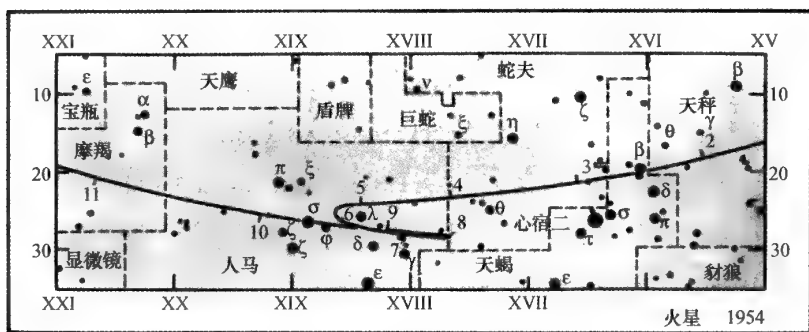 XXI XX XIX XVIII XVII XVI XV
天鹰 ν 蛇夫 β
ε 盾牌
10 宝瓶 α 巨蛇 ζ 天秤 10
β ξ η γ
摩羯 θ 2
π ξ 3 β
20 11 5 4 δ 20
σ 6 λ 9 8 θ 心宿二 σ π
10 ζ φ τ
30 显微镜 ζ 人马 δ 7 γ 天蝎 豺狼 30
ε ε
XXI XX XIX XVIII XVII XVI XV
火星 1954